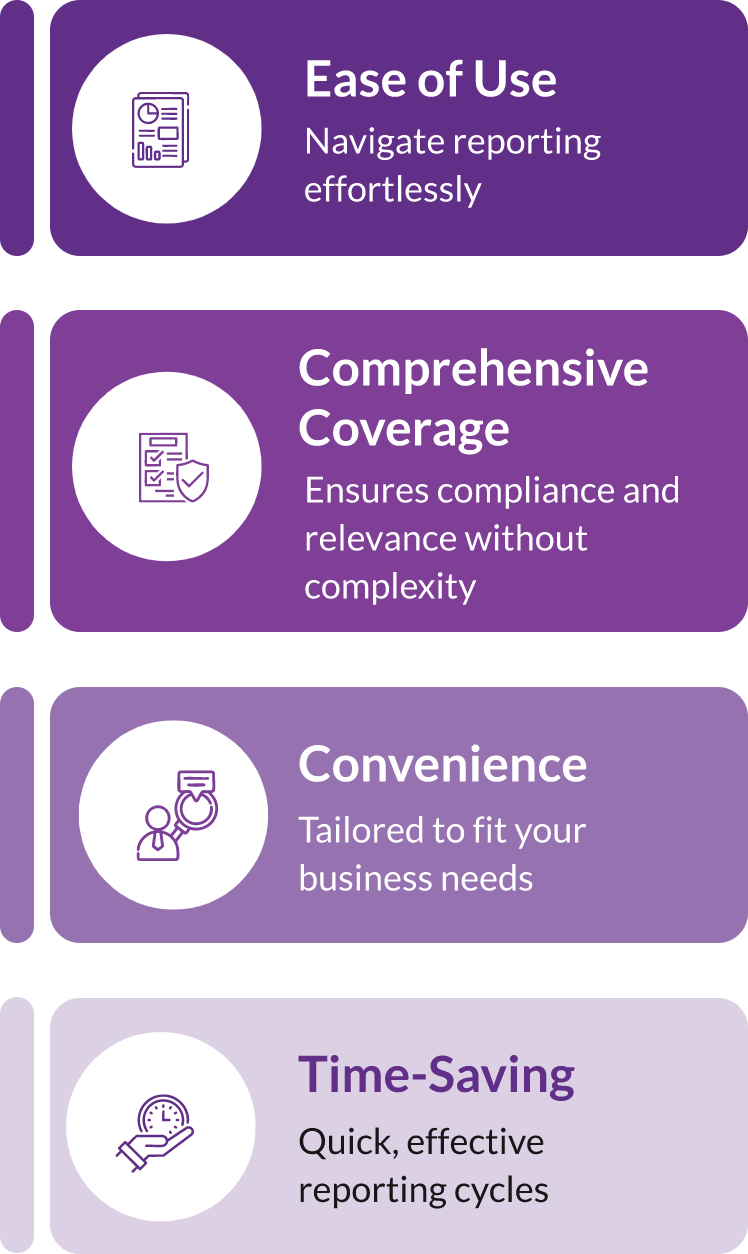 Ease of Use
Navigate reporting
effortlessly
Comprehensive
Coverage
Ensures compliance and
relevance without
complexity
Convenience
Tailored to fit your
business needs
Time-Saving
Quick, effective
reporting cycles